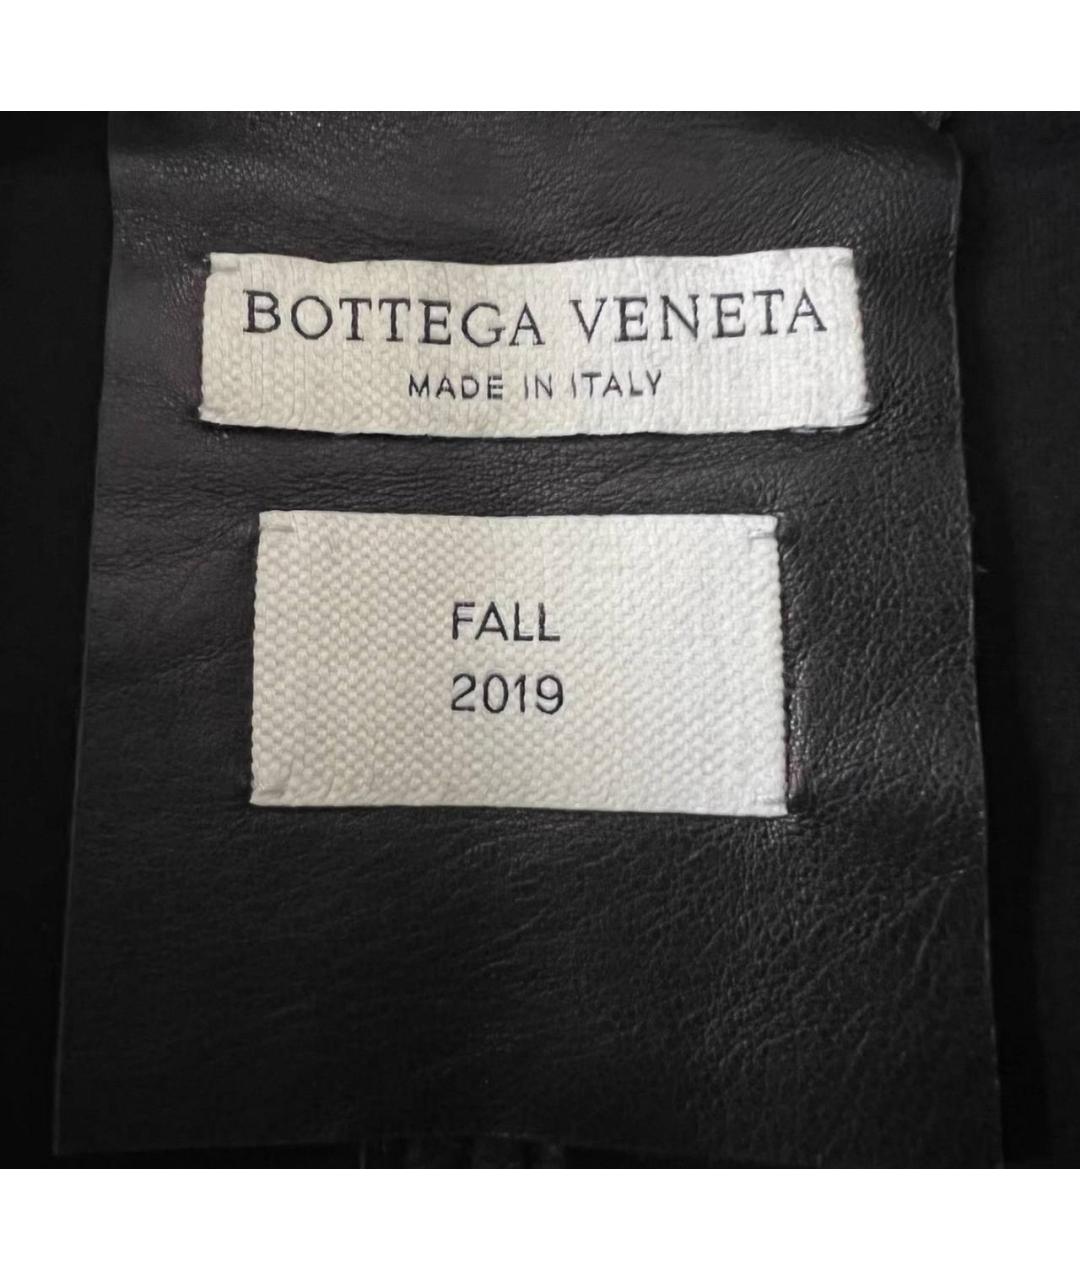 BOTTEGA VENETA
MADE IN ITALY
FALL
2019